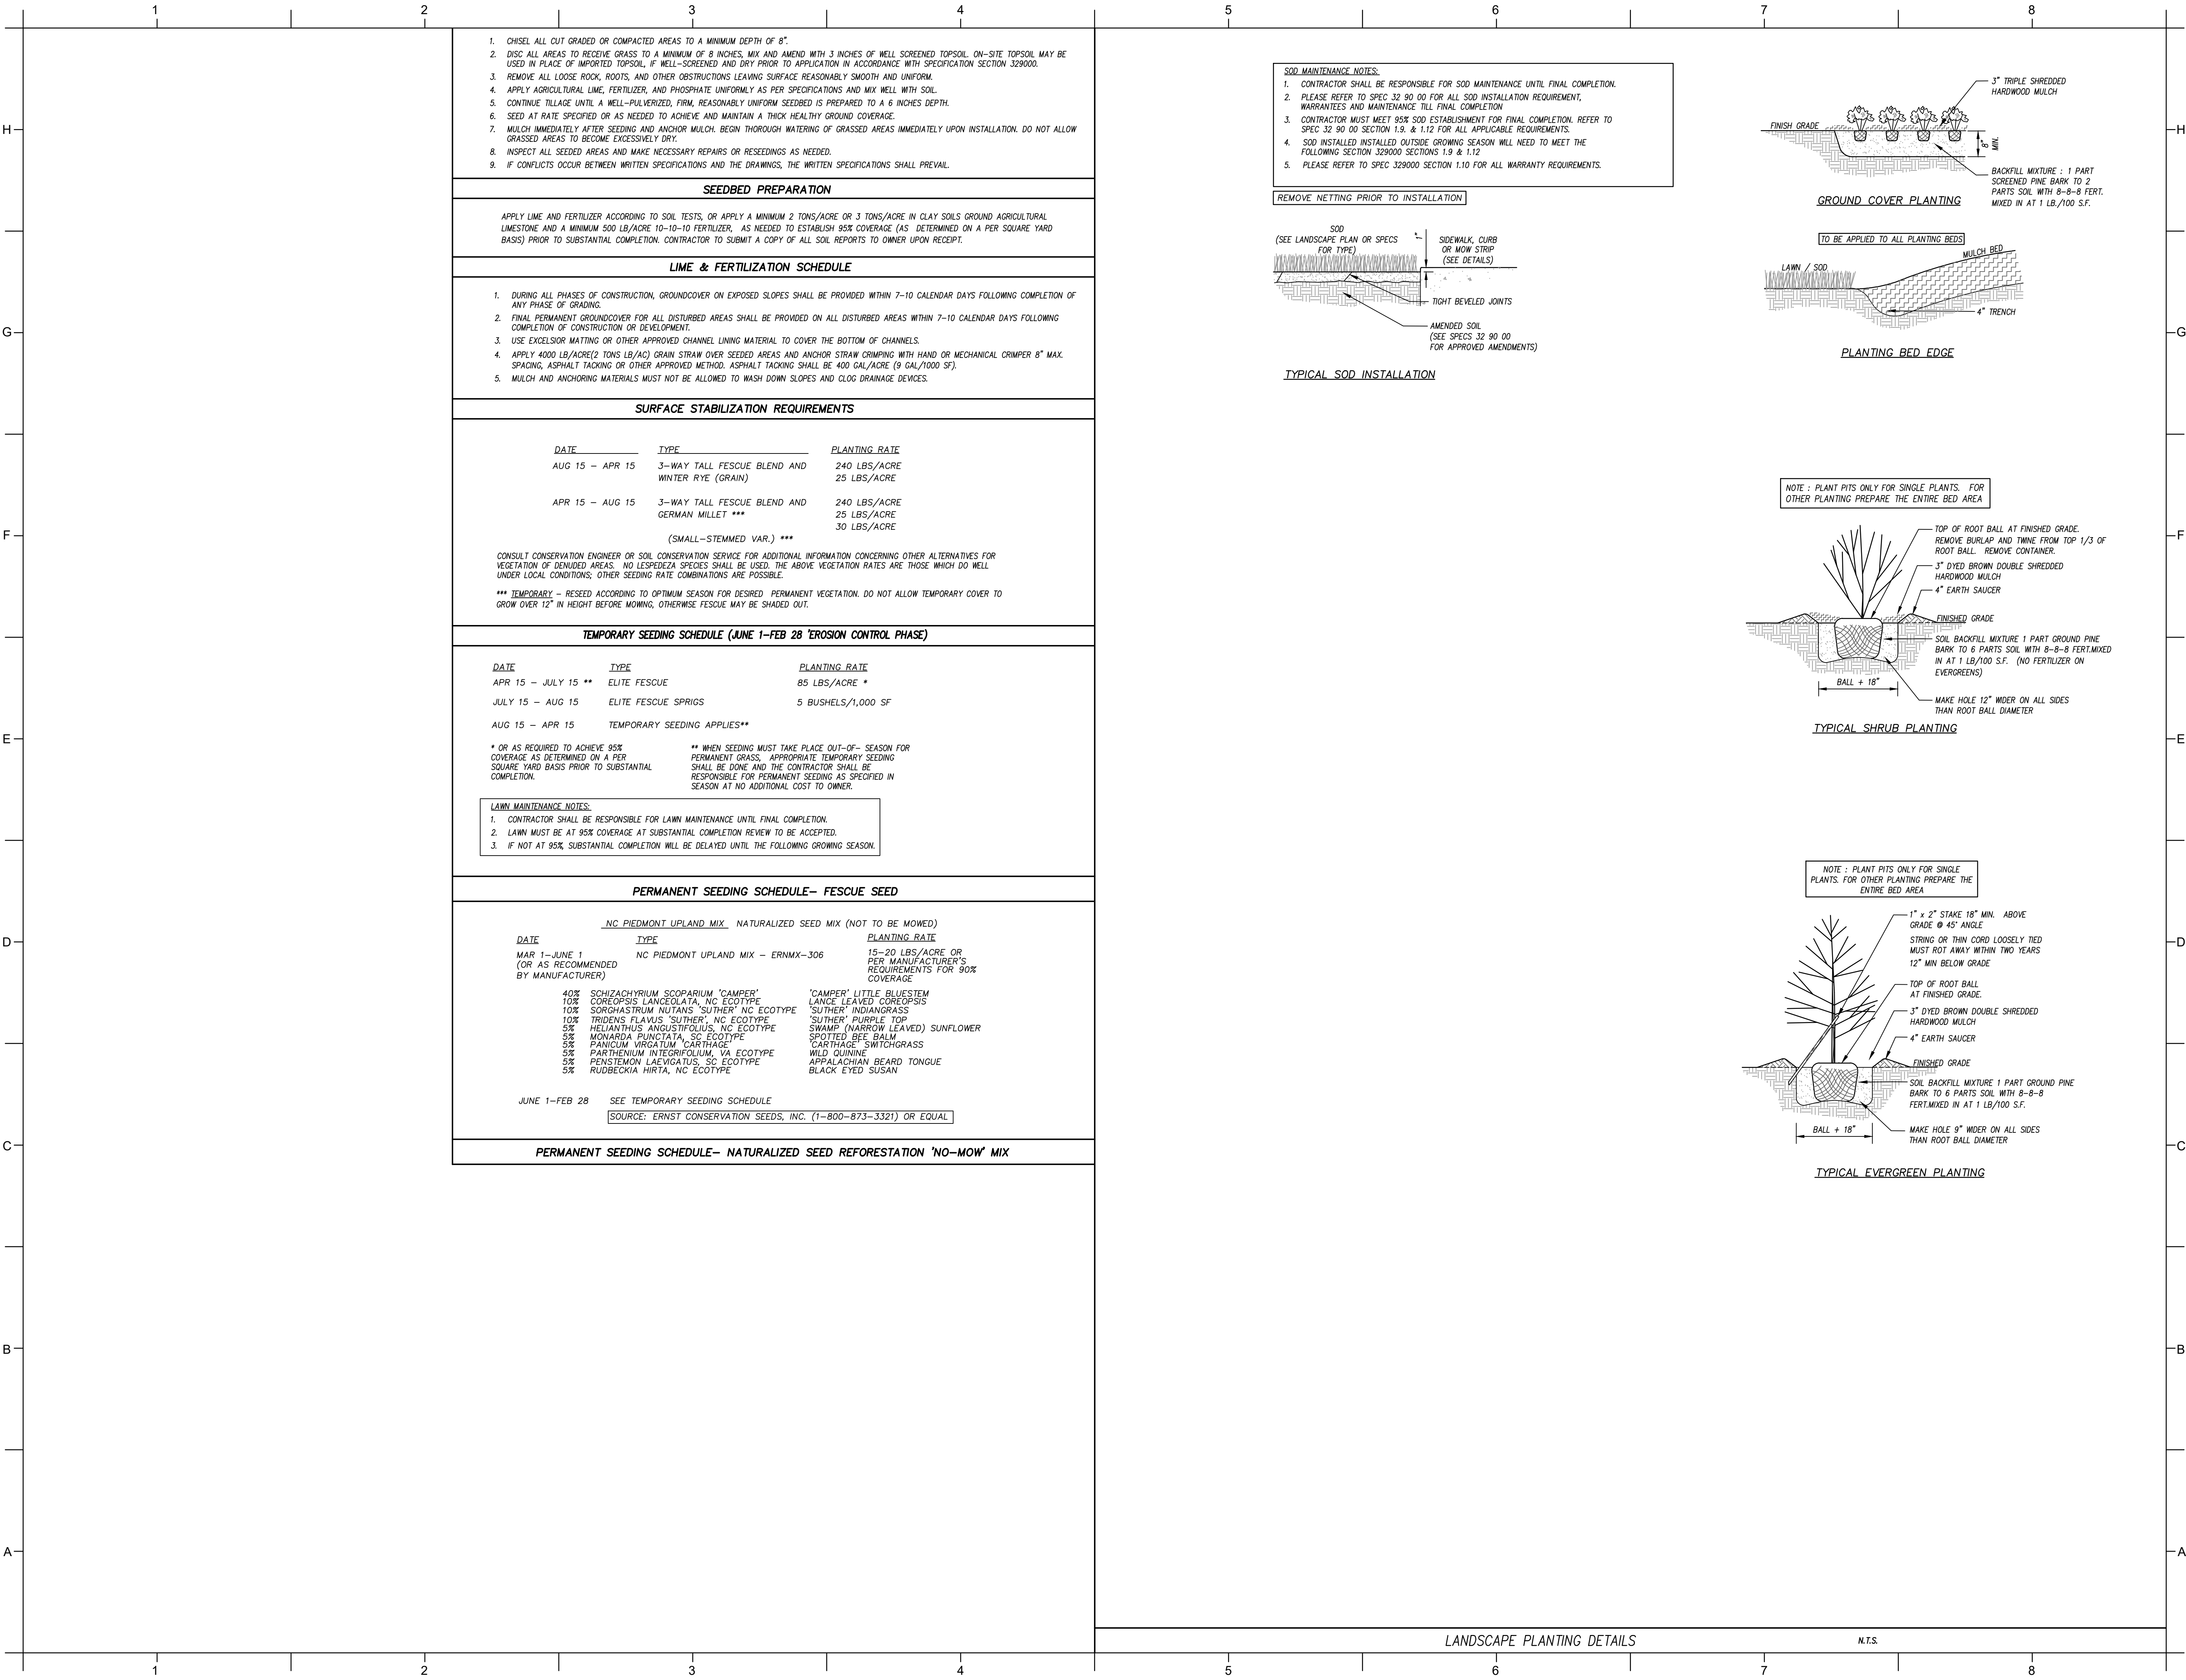 1 2 3 4 5 6 7 8
H
G
F
E
D
C
B
A
1. CHISEL ALL CUT GRADED OR COMPACTED AREAS TO A MINIMUM DEPTH OF 8".
2. DISC ALL AREAS TO RECEIVE GRASS TO A MINIMUM OF 8 INCHES, MIX AND AMEND WITH 3 INCHES OF WELL SCREENED TOPSOIL. ON-SITE TOPSOIL MAY BE
USED IN PLACE OF IMPORTED TOPSOIL, IF WELL-SCREENED AND DRY PRIOR TO APPLICATION IN ACCORDANCE WITH SPECIFICATION SECTION 329000.
3. REMOVE ALL LOOSE ROCK, ROOTS, AND OTHER OBSTRUCTIONS LEAVING SURFACE REASONABLY SMOOTH AND UNIFORM.
4. APPLY AGRICULTURAL LIME, FERTILIZER, AND PHOSPHATE UNIFORMLY AS PER SPECIFICATIONS AND MIX WELL WITH SOIL.
5. CONTINUE TILLAGE UNTIL A WELL-PULVERIZED, FIRM, REASONABLY UNIFORM SEEDBED IS PREPARED TO A 6 INCHES DEPTH.
6. SEED AT RATE SPECIFIED OR AS NEEDED TO ACHIEVE AND MAINTAIN A THICK HEALTHY GROUND COVERAGE.
7. MULCH IMMEDIATELY AFTER SEEDING AND ANCHOR MULCH. BEGIN THOROUGH WATERING OF GRASSED AREAS IMMEDIATELY UPON INSTALLATION. DO NOT ALLOW
GRASSED AREAS TO BECOME EXCESSIVELY DRY.
8. INSPECT ALL SEEDED AREAS AND MAKE NECESSARY REPAIRS OR RESEEDINGS AS NEEDED.
9. IF CONFLICTS OCCUR BETWEEN WRITTEN SPECIFICATIONS AND THE DRAWINGS, THE WRITTEN SPECIFICATIONS SHALL PREVAIL.
SEEDBED PREPARATION
APPLY LIME AND FERTILIZER ACCORDING TO SOIL TESTS, OR APPLY A MINIMUM 2 TONS/ACRE OR 3 TONS/ACRE IN CLAY SOILS GROUND AGRICULTURAL
LIMESTONE AND A MINIMUM 500 LB/ACRE 10-10-10 FERTILIZER, AS NEEDED TO ESTABLISH 95% COVERAGE (AS DETERMINED ON A PER SQUARE YARD
BASIS) PRIOR TO SUBSTANTIAL COMPLETION. CONTRACTOR TO SUBMIT A COPY OF ALL SOIL REPORTS TO OWNER UPON RECEIPT.
LIME & FERTILIZATION SCHEDULE
1. DURING ALL PHASES OF CONSTRUCTION, GROUNDCOVER ON EXPOSED SLOPES SHALL BE PROVIDED WITHIN 7-10 CALENDAR DAYS FOLLOWING COMPLETION OF
ANY PHASE OF GRADING.
2. FINAL PERMANENT GROUNDCOVER FOR ALL DISTURBED AREAS SHALL BE PROVIDED ON ALL DISTURBED AREAS WITHIN 7-10 CALENDAR DAYS FOLLOWING
COMPLETION OF CONSTRUCTION OR DEVELOPMENT.
3. USE EXCELSIOR MATTING OR OTHER APPROVED CHANNEL LINING MATERIAL TO COVER THE BOTTOM OF CHANNELS.
4. APPLY 4000 LB/ACRE(2 TONS LB/AC) GRAIN STRAW OVER SEEDED AREAS AND ANCHOR STRAW CRIMPING WITH HAND OR MECHANICAL CRIMPER 8" MAX.
SPACING, ASPHALT TACKING OR OTHER APPROVED METHOD. ASPHALT TACKING SHALL BE 400 GAL/ACRE (9 GAL/1000 SF).
5. MULCH AND ANCHORING MATERIALS MUST NOT BE ALLOWED TO WASH DOWN SLOPES AND CLOG DRAINAGE DEVICES.
SURFACE STABILIZATION REQUIREMENTS
DATE TYPE PLANTING RATE
AUG 15 - APR 15 3-WAY TALL FESCUE BLEND AND 240 LBS/ACRE
WINTER RYE (GRAIN) 25 LBS/ACRE
APR 15 - AUG 15 3-WAY TALL FESCUE BLEND AND 240 LBS/ACRE
GERMAN MILLET *** 25 LBS/ACRE
30 LBS/ACRE
(SMALL-STEMMED VAR.) ***
CONSULT CONSERVATION ENGINEER OR SOIL CONSERVATION SERVICE FOR ADDITIONAL INFORMATION CONCERNING OTHER ALTERNATIVES FOR
VEGETATION OF DENUDED AREAS. NO LESPEDEZA SPECIES SHALL BE USED. THE ABOVE VEGETATION RATES ARE THOSE WHICH DO WELL
UNDER LOCAL CONDITIONS; OTHER SEEDING RATE COMBINATIONS ARE POSSIBLE.
*** TEMPORARY - RESEED ACCORDING TO OPTIMUM SEASON FOR DESIRED PERMANENT VEGETATION. DO NOT ALLOW TEMPORARY COVER TO
GROW OVER 12" IN HEIGHT BEFORE MOWING, OTHERWISE FESCUE MAY BE SHADED OUT.
TEMPORARY SEEDING SCHEDULE (JUNE 1-FEB 28 'EROSION CONTROL PHASE)
DATE TYPE PLANTING RATE
APR 15 - JULY 15 ** ELITE FESCUE 85 LBS/ACRE *
JULY 15 - AUG 15 ELITE FESCUE SPRIGS 5 BUSHELS/1,000 SF
AUG 15 - APR 15 TEMPORARY SEEDING APPLIES**
* OR AS REQUIRED TO ACHIEVE 95%
COVERAGE AS DETERMINED ON A PER
SQUARE YARD BASIS PRIOR TO SUBSTANTIAL
COMPLETION.
** WHEN SEEDING MUST TAKE PLACE OUT-OF- SEASON FOR
PERMANENT GRASS, APPROPRIATE TEMPORARY SEEDING
SHALL BE DONE AND THE CONTRACTOR SHALL BE
RESPONSIBLE FOR PERMANENT SEEDING AS SPECIFIED IN
SEASON AT NO ADDITIONAL COST TO OWNER.
LAWN MAINTENANCE NOTES:
1. CONTRACTOR SHALL BE RESPONSIBLE FOR LAWN MAINTENANCE UNTIL FINAL COMPLETION.
2. LAWN MUST BE AT 95% COVERAGE AT SUBSTANTIAL COMPLETION REVIEW TO BE ACCEPTED.
3. IF NOT AT 95%, SUBSTANTIAL COMPLETION WILL BE DELAYED UNTIL THE FOLLOWING GROWING SEASON.
PERMANENT SEEDING SCHEDULE- FESCUE SEED
NC PIEDMONT UPLAND MIX NATURALIZED SEED MIX (NOT TO BE MOWED)
DATE TYPE PLANTING RATE
MAR 1-JUNE 1 NC PIEDMONT UPLAND MIX - ERNMX-306
(OR AS RECOMMENDED
BY MANUFACTURER)
15-20 LBS/ACRE OR
PER MANUFACTURER'S
REQUIREMENTS FOR 90%
COVERAGE
40% SCHIZACHYRIUM SCOPARIUM 'CAMPER' 'CAMPER' LITTLE BLUESTEM
10% COREOPSIS LANCEOLATA, NC ECOTYPE LANCE LEAVED COREOPSIS
10% SORGHASTRUM NUTANS 'SUTHER' NC ECOTYPE 'SUTHER' INDIANGRASS
10% TRIDENS FLAVUS 'SUTHER', NC ECOTYPE 'SUTHER' PURPLE TOP
5% HELIANTHUS ANGUSTIFOLIUS, NC ECOTYPE SWAMP (NARROW LEAVED) SUNFLOWER
5% MONARDA PUNCTATA, SC ECOTYPE SPOTTED BEE BALM
5% PANICUM VIRGATUM 'CARTHAGE' 'CARTHAGE' SWITCHGRASS
5% PARTHENIUM INTEGRIFOLIUM, VA ECOTYPE WILD QUININE
5% PENSTEMON LAEVIGATUS, SC ECOTYPE APPALACHIAN BEARD TONGUE
5% RUDBECKIA HIRTA, NC ECOTYPE BLACK EYED SUSAN
JUNE 1-FEB 28 SEE TEMPORARY SEEDING SCHEDULE
SOURCE: ERNST CONSERVATION SEEDS, INC. (1-800-873-3321) OR EQUAL
PERMANENT SEEDING SCHEDULE- NATURALIZED SEED REFORESTATION 'NO-MOW' MIX
SOD MAINTENANCE NOTES:
1. CONTRACTOR SHALL BE RESPONSIBLE FOR SOD MAINTENANCE UNTIL FINAL COMPLETION.
2. PLEASE REFER TO SPEC 32 90 00 FOR ALL SOD INSTALLATION REQUIREMENT,
WARRANTEES AND MAINTENANCE TILL FINAL COMPLETION
3. CONTRACTOR MUST MEET 95% SOD ESTABLISHMENT FOR FINAL COMPLETION. REFER TO
SPEC 32 90 00 SECTION 1.9. & 1.12 FOR ALL APPLICABLE REQUIREMENTS.
4. SOD INSTALLED INSTALLED OUTSIDE GROWING SEASON WILL NEED TO MEET THE
FOLLOWING SECTION 329000 SECTIONS 1.9 & 1.12
5. PLEASE REFER TO SPEC 329000 SECTION 1.10 FOR ALL WARRANTY REQUIREMENTS.
REMOVE NETTING PRIOR TO INSTALLATION
SOD
(SEE LANDSCAPE PLAN OR SPECS
FOR TYPE)
1"
SIDEWALK, CURB
OR MOW STRIP
(SEE DETAILS)
TIGHT BEVELED JOINTS
AMENDED SOIL
(SEE SPECS 32 90 00
FOR APPROVED AMENDMENTS)
TYPICAL SOD INSTALLATION
3" TRIPLE SHREDDED
HARDWOOD MULCH
FINISH GRADE
8"
MIN.
BACKFILL MIXTURE : 1 PART
SCREENED PINE BARK TO 2
PARTS SOIL WITH 8-8-8 FERT.
MIXED IN AT 1 LB./100 S.F.
GROUND COVER PLANTING
TO BE APPLIED TO ALL PLANTING BEDS
MULCH BED
LAWN / SOD
4" TRENCH
PLANTING BED EDGE
NOTE : PLANT PITS ONLY FOR SINGLE PLANTS. FOR
OTHER PLANTING PREPARE THE ENTIRE BED AREA
TOP OF ROOT BALL AT FINISHED GRADE.
REMOVE BURLAP AND TWINE FROM TOP 1/3 OF
ROOT BALL. REMOVE CONTAINER.
3" DYED BROWN DOUBLE SHREDDED
HARDWOOD MULCH
4" EARTH SAUCER
FINISHED GRADE
SOIL BACKFILL MIXTURE 1 PART GROUND PINE
BARK TO 6 PARTS SOIL WITH 8-8-8 FERT.MIXED
IN AT 1 LB/100 S.F. (NO FERTILIZER ON
EVERGREENS)
BALL + 18"
MAKE HOLE 12" WIDER ON ALL SIDES
THAN ROOT BALL DIAMETER
TYPICAL SHRUB PLANTING
NOTE : PLANT PITS ONLY FOR SINGLE
PLANTS. FOR OTHER PLANTING PREPARE THE
ENTIRE BED AREA
1" x 2" STAKE 18" MIN. ABOVE
GRADE @ 45° ANGLE
STRING OR THIN CORD LOOSELY TIED
MUST ROT AWAY WITHIN TWO YEARS
12" MIN BELOW GRADE
TOP OF ROOT BALL
AT FINISHED GRADE.
3" DYED BROWN DOUBLE SHREDDED
HARDWOOD MULCH
4" EARTH SAUCER
FINISHED GRADE
SOIL BACKFILL MIXTURE 1 PART GROUND PINE
BARK TO 6 PARTS SOIL WITH 8-8-8
FERT.MIXED IN AT 1 LB/100 S.F.
BALL + 18"
MAKE HOLE 9" WIDER ON ALL SIDES
THAN ROOT BALL DIAMETER
TYPICAL EVERGREEN PLANTING
LANDSCAPE PLANTING DETAILS N.T.S.
H
G
F
E
D
C
B
A
1 2 3 4 5 6 7 8